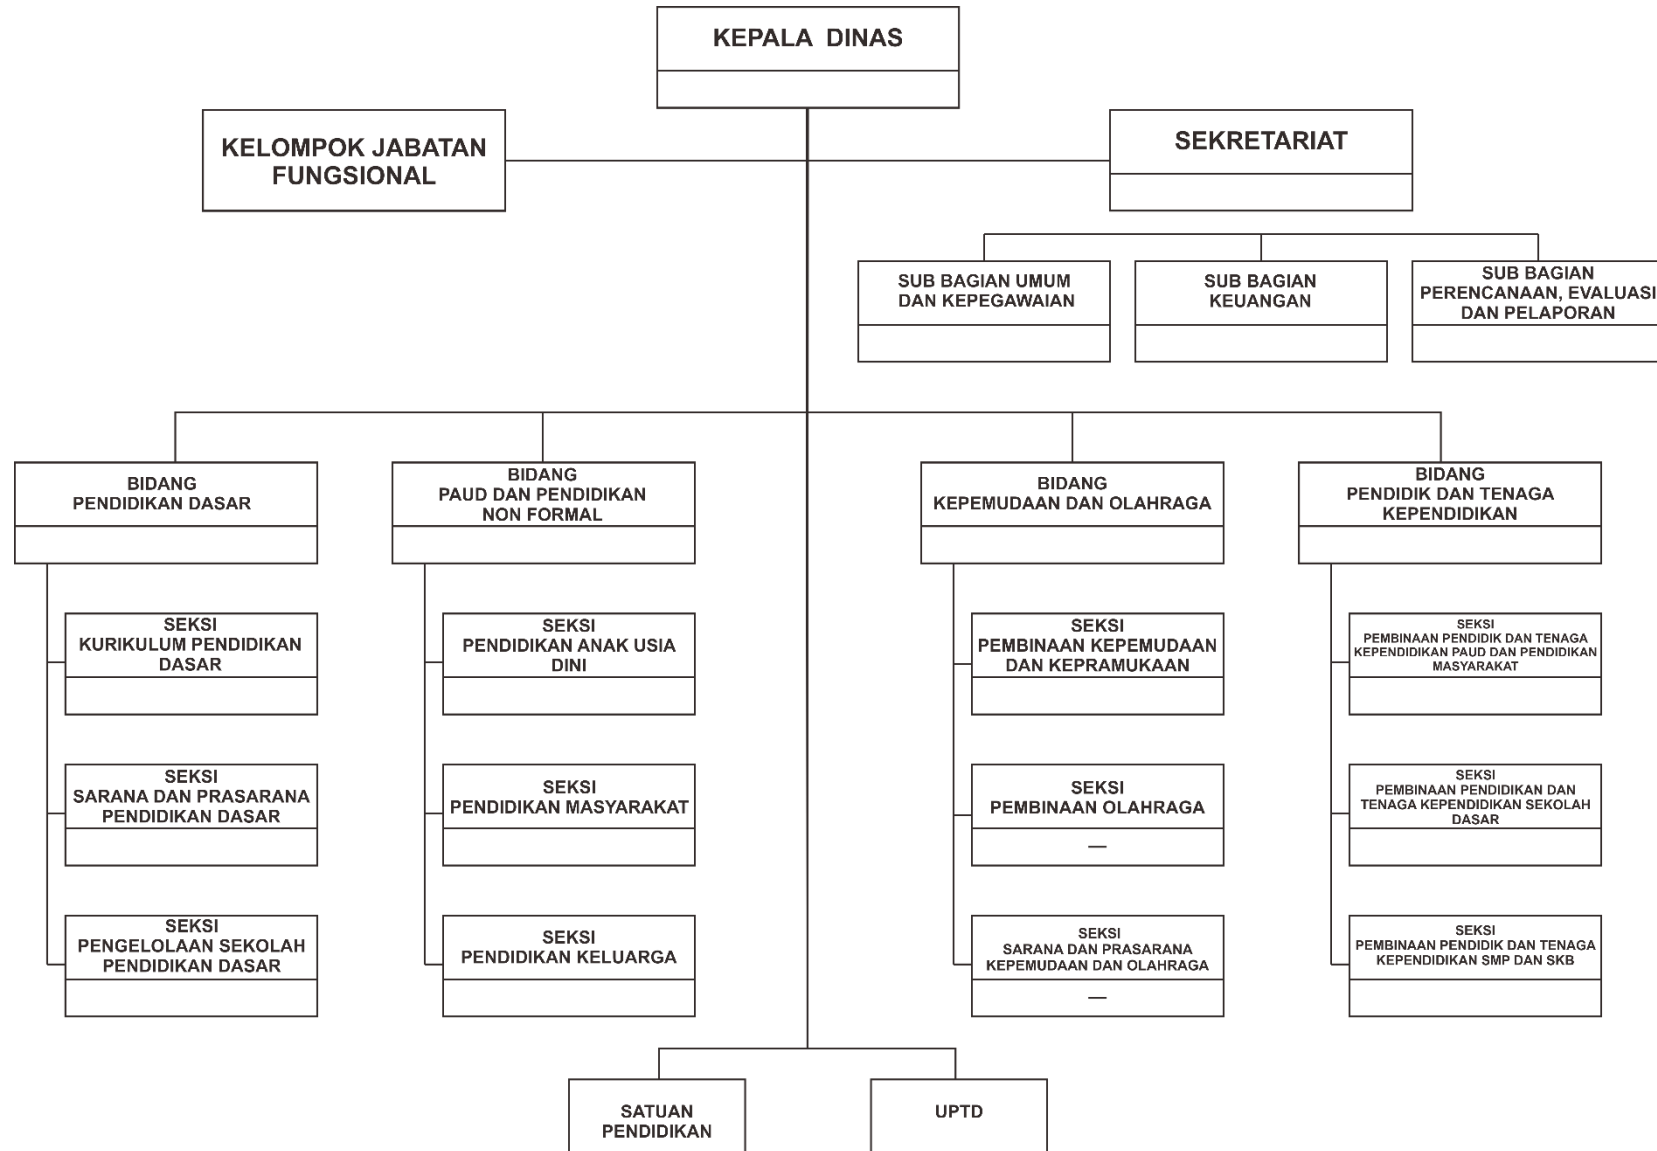 KEPALA DINAS
KELOMPOK JABATAN
FUNGSIONAL
SEKRETARIAT
SUB BAGIAN UMUM
DAN KEPEGAWAIAN
SUB BAGIAN
KEUANGAN
SUB BAGIAN
PERENCANAAN, EVALUASI
DAN PELAPORAN
BIDANG
PENDIDIKAN DASAR
BIDANG
PAUD DAN PENDIDIKAN
NON FORMAL
BIDANG
KEPEMUDAAN DAN OLAHRAGA
BIDANG
PENDIDIK DAN TENAGA
KEPENDIDIKAN
SEKSI
KURIKULUM PENDIDIKAN
DASAR
SEKSI
PENDIDIKAN ANAK USIA
DINI
SEKSI
PEMBINAAN KEPEMUDAAN
DAN KEPRAMUKAAN
SEKSI
PEMBINAAN PENDIDIK DAN TENAGA
KEPENDIDIKAN PAUD DAN PENDIDIKAN
MASYARAKAT
SEKSI
SARANA DAN PRASARANA
PENDIDIKAN DASAR
SEKSI
PENDIDIKAN MASYARAKAT
SEKSI
PEMBINAAN OLAHRAGA
—
SEKSI
PEMBINAAN PENDIDIKAN DAN
TENAGA KEPENDIDIKAN SEKOLAH
DASAR
SEKSI
PENGELOLAAN SEKOLAH
PENDIDIKAN DASAR
SEKSI
PENDIDIKAN KELUARGA
SEKSI
SARANA DAN PRASARANA
KEPEMUDAAN DAN OLAHRAGA
—
SEKSI
PEMBINAAN PENDIDIK DAN TENAGA
KEPENDIDIKAN SMP DAN SKB
SATUAN
PENDIDIKAN
UPTD